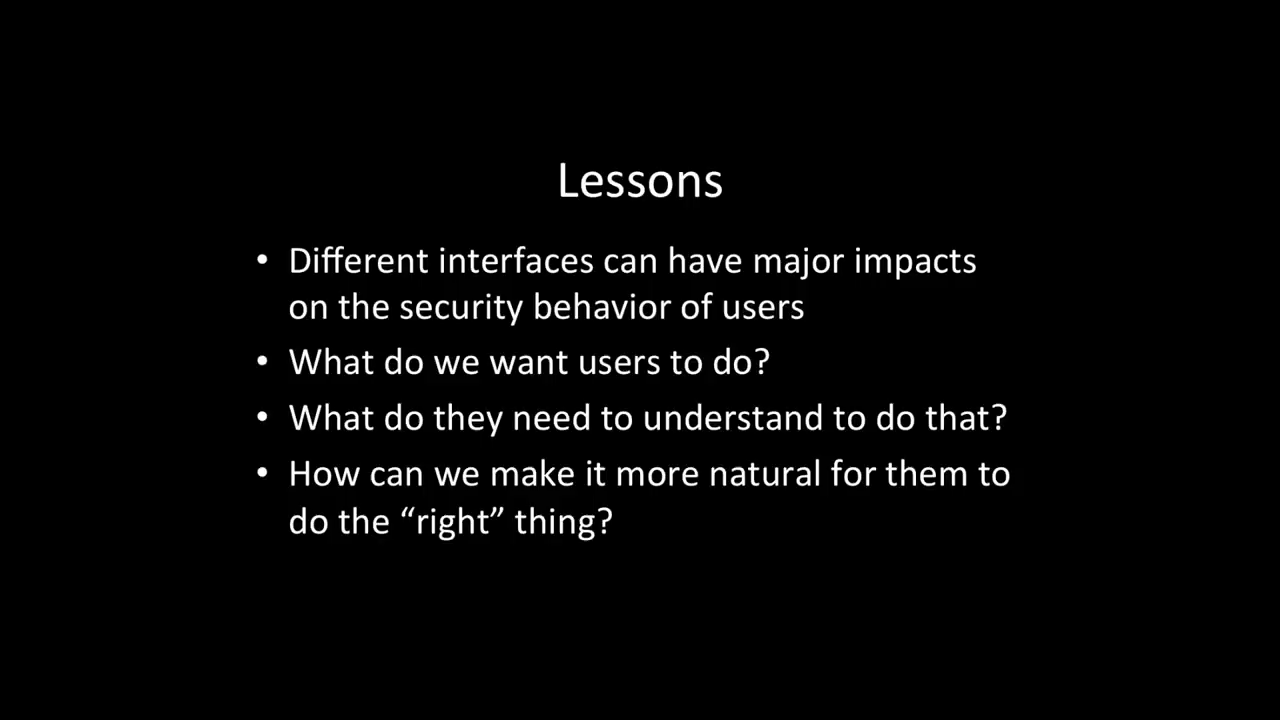 Lessons
• Different interfaces can have major impacts
on the security behavior of users
• What do we want users to do?
• What do they need to understand to do that?
• How can we make it more natural for them to
do the “right” thing?